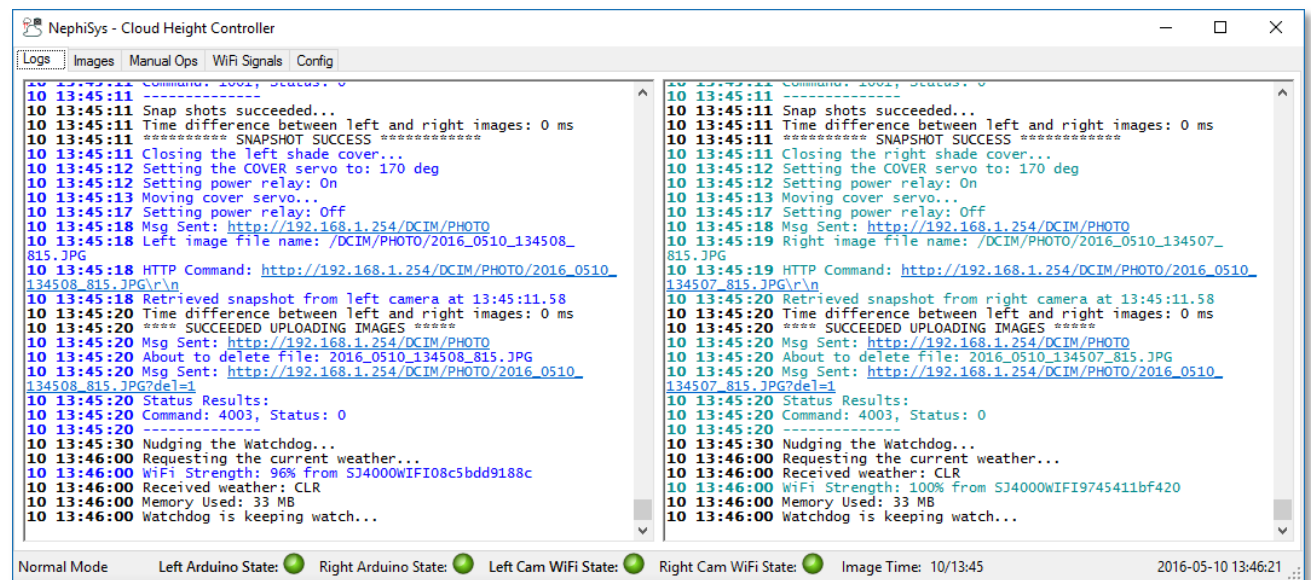 NephiSys - Cloud Height Controller
Logs Images Manual Ops WiFi Signals Config
10 13:45:11 Command: 1001, Status: 0
10 13:45:11 --------------
10 13:45:11 Snap shots succeeded...
10 13:45:11 Time difference between left and right images: 0 ms
10 13:45:11 ********** SNAPSHOT SUCCESS ************
10 13:45:11 Closing the left shade cover...
10 13:45:12 Setting the COVER servo to: 170 deg
10 13:45:12 Setting power relay: On
10 13:45:13 Moving cover servo...
10 13:45:17 Setting power relay: Off
10 13:45:18 Msg Sent: http://192.168.1.254/DCIM/PHOTO
10 13:45:18 Left image file name: /DCIM/PHOTO/2016_0510_134508_
815.JPG
10 13:45:18 HTTP Command: http://192.168.1.254/DCIM/PHOTO/2016_0510_
134508_815.JPG\r\n
10 13:45:18 Retrieved snapshot from left camera at 13:45:11.58
10 13:45:20 Time difference between left and right images: 0 ms
10 13:45:20 **** SUCCEEDED UPLOADING IMAGES *****
10 13:45:20 Msg Sent: http://192.168.1.254/DCIM/PHOTO
10 13:45:20 About to delete file: 2016_0510_134508_815.JPG
10 13:45:20 Msg Sent: http://192.168.1.254/DCIM/PHOTO/2016_0510_
134508_815.JPG?del=1
10 13:45:20 Status Results:
10 13:45:20 Command: 4003, Status: 0
10 13:45:20 --------------
10 13:45:30 Nudging the Watchdog...
10 13:46:00 Requesting the current weather...
10 13:46:00 WiFi Strength: 96% from SJ4000WIFI08c5bdd9188c
10 13:46:00 Received weather: CLR
10 13:46:00 Memory Used: 33 MB
10 13:46:00 Watchdog is keeping watch...
10 13:45:11 Command: 1001, Status: 0
10 13:45:11 --------------
10 13:45:11 Snap shots succeeded...
10 13:45:11 Time difference between left and right images: 0 ms
10 13:45:11 ********** SNAPSHOT SUCCESS ************
10 13:45:11 Closing the right shade cover...
10 13:45:12 Setting the COVER servo to: 170 deg
10 13:45:12 Setting power relay: On
10 13:45:13 Moving cover servo...
10 13:45:17 Setting power relay: Off
10 13:45:18 Msg Sent: http://192.168.1.254/DCIM/PHOTO
10 13:45:19 Right image file name: /DCIM/PHOTO/2016_0510_134507_
815.JPG
10 13:45:19 HTTP Command: http://192.168.1.254/DCIM/PHOTO/2016_0510_
134507_815.JPG\r\n
10 13:45:20 Retrieved snapshot from right camera at 13:45:11.58
10 13:45:20 Time difference between left and right images: 0 ms
10 13:45:20 **** SUCCEEDED UPLOADING IMAGES *****
10 13:45:20 Msg Sent: http://192.168.1.254/DCIM/PHOTO
10 13:45:20 About to delete file: 2016_0510_134507_815.JPG
10 13:45:20 Msg Sent: http://192.168.1.254/DCIM/PHOTO/2016_0510_
134507_815.JPG?del=1
10 13:45:20 Status Results:
10 13:45:20 Command: 4003, Status: 0
10 13:45:20 --------------
10 13:45:30 Nudging the Watchdog...
10 13:46:00 Requesting the current weather...
10 13:46:00 Received weather: CLR
10 13:46:00 WiFi Strength: 100% from SJ4000WIFI9745411bf420
10 13:46:00 Memory Used: 33 MB
10 13:46:00 Watchdog is keeping watch...
Normal Mode Left Arduino State: Right Arduino State: Left Cam WiFi State: Right Cam WiFi State: Image Time: 10/13:45 2016-05-10 13:46:21